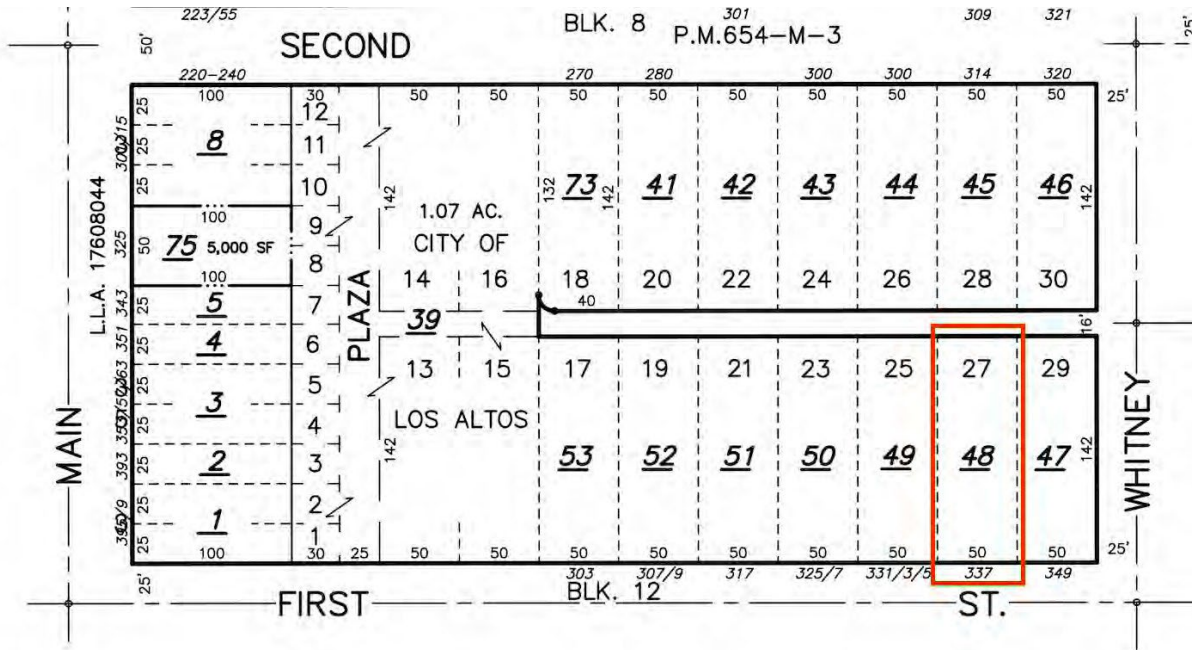 223/55 BLK. 8 301 309 321
50' SECOND P.M.654-M-3 25'
220-240 270 280 300 300 314 320
100 30 50 50 50 50 50 50 50 50 50 25'
25 12
25 8 11
25 10
L.L.A. 17608044
142 132 73 142 41 42 43 44 45 46 142
100 9
325 50 75 5,000 SF 8
1.07 AC.
CITY OF
100
14 16 18 20 22 24 26 28 30
343 25 5 7
PLAZA
40
39 16'
351 25 4 6
13 15 17 19 21 23 25 27 29
25 5
25 3 4
LOS ALTOS
MAIN
WHITNEY
393 25 2 3
142 53 52 51 50 49 48 47 142
25 2
25 1 1
100 30 25 50 50 50 50 50 50 50 50 50 25'
303 307/9 317 325/7 331/3/5 337 349
25' BLK. 12
FIRST ST.